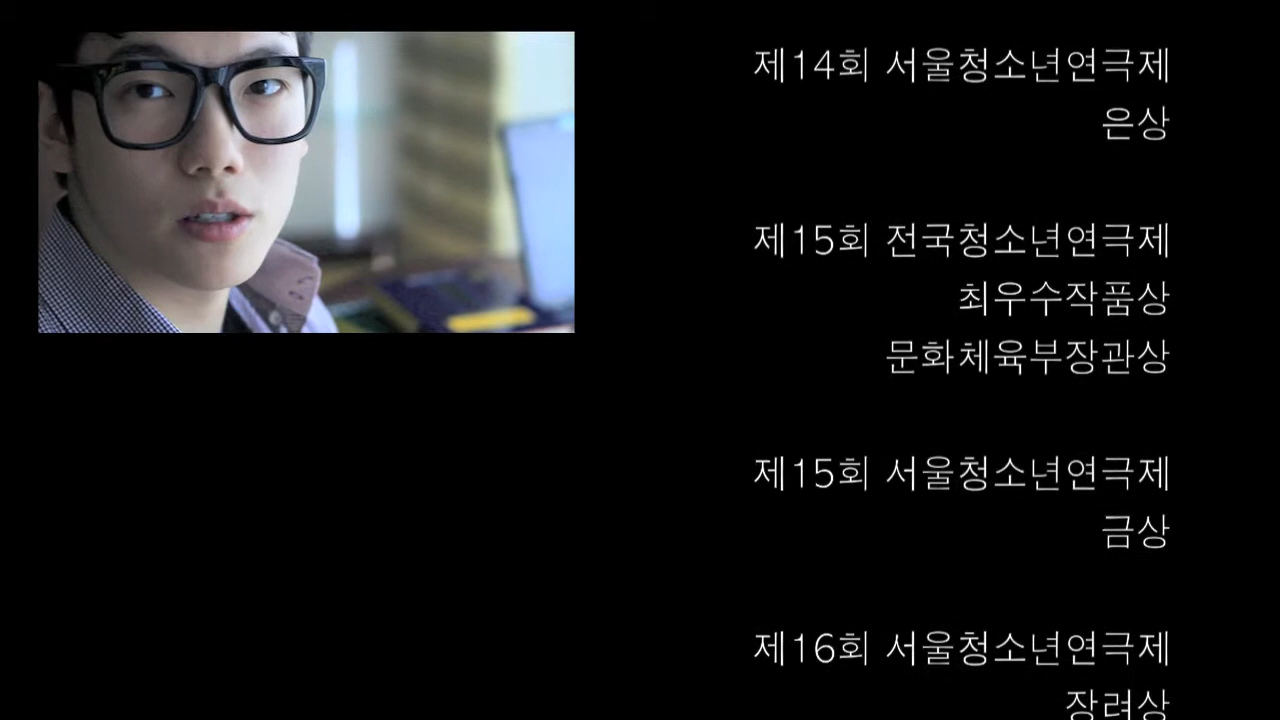 제14회 서울청소년연극제
은상
제15회 전국청소년연극제
최우수작품상
문화체육부장관상
제15회 서울청소년연극제
금상
제16회 서울청소년연극제
장려상